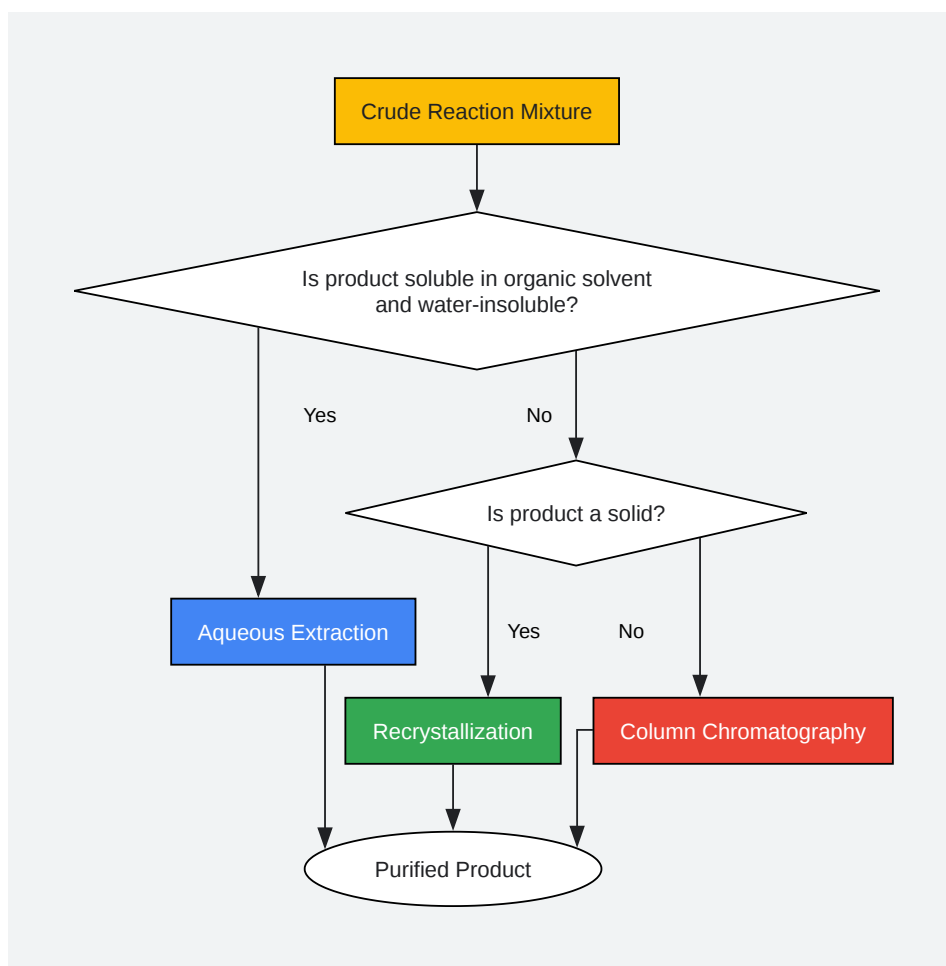 Crude Reaction Mixture
Is product soluble in organic solvent
and water-insoluble?
Yes
No
Is product a solid?
Aqueous Extraction
Yes
No
Recrystallization
Column Chromatography
Purified Product